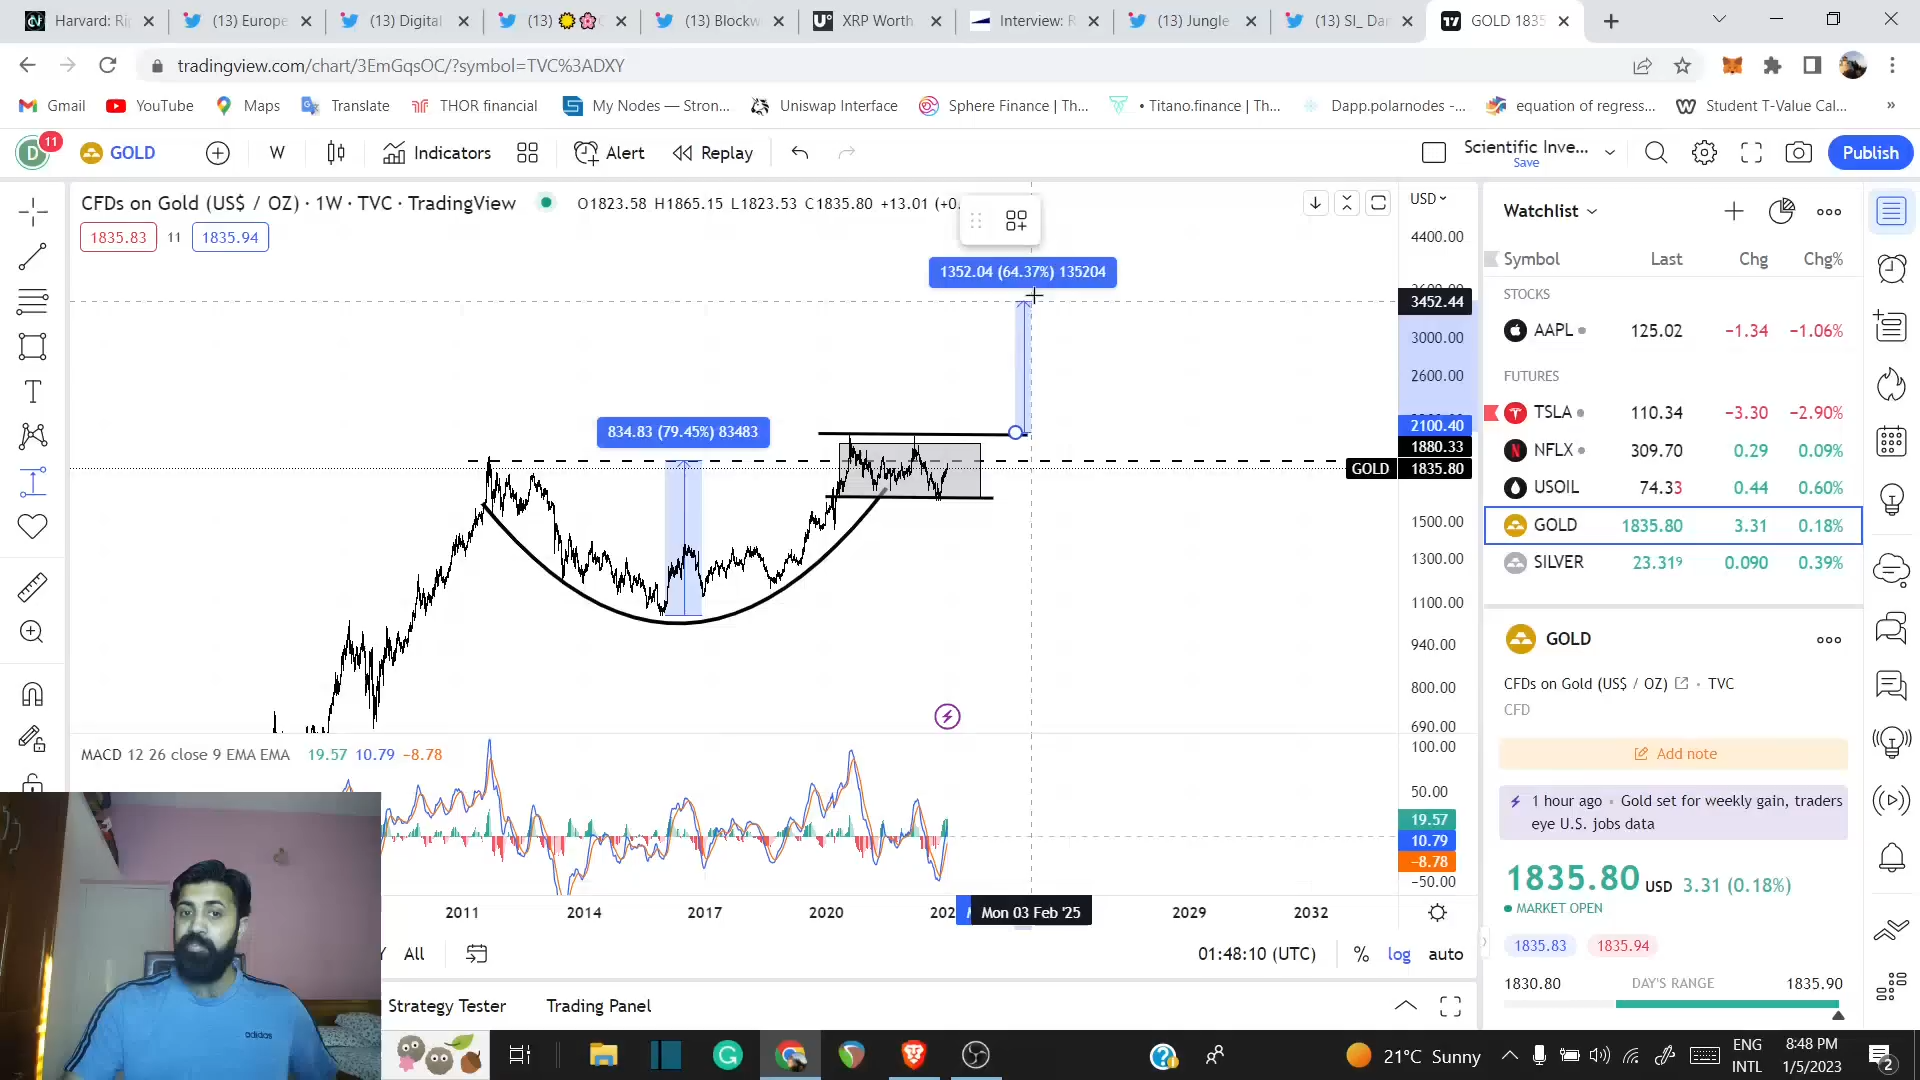 Harvard: Ri
(13) Europe
(13) Digital
(13)
(13) Blockw
XRP Worth
Interview: R
(13) Jungle
(13) SI_ Dar
GOLD 1835
tradingview.com/chart/3EmGqsOC/?symbol=TVC%3ADXY
Gmail
YouTube
Maps
Translate
THOR financial
My Nodes — Stron...
Uniswap Interface
Sphere Finance | Th...
• Titano.finance | Th...
Dapp.polarnodes -...
equation of regress...
Student T-Value Cal...
»
D
11
GOLD
W
Indicators
Alert
Replay
Scientific Inve...
Save
Publish
CFDs on Gold (US$ / OZ) · 1W · TVC · TradingView
O1823.58 H1865.15 L1823.53 C1835.80 +13.01 (+0.
1835.83
11
1835.94
USD
4400.00
3452.44
3000.00
2600.00
2100.40
1880.33
GOLD 1835.80
1500.00
1300.00
1100.00
940.00
800.00
690.00
1352.04 (64.37%) 135204
834.83 (79.45%) 83483
MACD 12 26 close 9 EMA EMA 19.57 10.79 −8.78
100.00
50.00
19.57
10.79
−8.78
−50.00
2011
2014
2017
2020
202
Mon 03 Feb '25
2029
2032
All
01:48:10 (UTC)
%
log
auto
Strategy Tester
Trading Panel
Watchlist
Symbol Last Chg Chg%
STOCKS
AAPL 125.02 −1.34 −1.06%
FUTURES
TSLA 110.34 −3.30 −2.90%
NFLX 309.70 0.29 0.09%
USOIL 74.33 0.44 0.60%
GOLD 1835.80 3.31 0.18%
SILVER 23.319 0.090 0.39%
GOLD
CFDs on Gold (US$ / OZ) • TVC
CFD
Add note
1 hour ago • Gold set for weekly gain, traders
eye U.S. jobs data
1835.80 USD 3.31 (0.18%)
MARKET OPEN
1835.83
1835.94
1830.80 DAY'S RANGE 1835.90
adidas
21°C Sunny
ENG
INTL
8:48 PM
1/5/2023
2